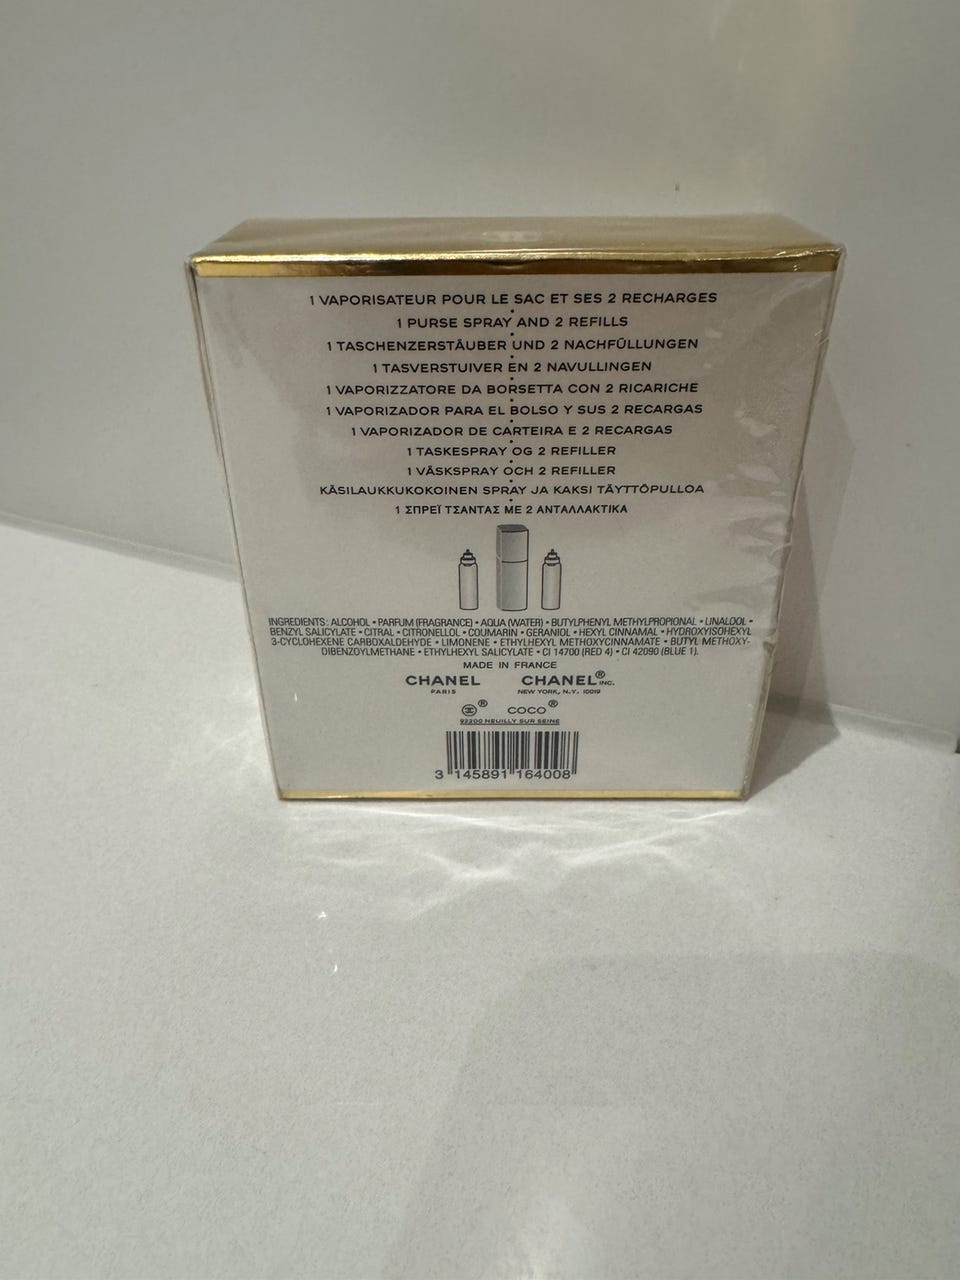 1 VAPORISATEUR POUR LE SAC ET SES 2 RECHARGES
1 PURSE SPRAY AND 2 REFILLS
1 TASCHENZERSTÄUBER UND 2 NACHFÜLLUNGEN
1 TASVERSTUIVER EN 2 NAVULLINGEN
1 VAPORIZZATORE DA BORSETTA CON 2 RICARICHE
1 VAPORIZADOR PARA EL BOLSO Y SUS 2 RECARGAS
1 VAPORIZADOR DE CARTEIRA E 2 RECARGAS
1 TASKESPRAY OG 2 REFILLER
1 VÄSKSPRAY OCH 2 REFILLER
KÄSILAUKKUKOKOINEN SPRAY JA KAKSI TÄYTTÖPULLOA
1 ΣΠΡΕΪ ΤΣΑΝΤΑΣ ΜΕ 2 ΑΝΤΑΛΛΑΚΤΙΚΑ
INGREDIENTS: ALCOHOL • PARFUM (FRAGRANCE) • AQUA (WATER) • BUTYLPHENYL METHYLPROPIONAL • LINALOOL •
BENZYL SALICYLATE • CITRAL • CITRONELLOL • COUMARIN • GERANIOL • HEXYL CINNAMAL • HYDROXYISOHEXYL
3-CYCLOHEXENE CARBOXALDEHYDE • LIMONENE • ETHYLHEXYL METHOXYCINNAMATE • BUTYL METHOXY-
DIBENZOYLMETHANE • ETHYLHEXYL SALICYLATE • CI 14700 (RED 4) • CI 42090 (BLUE 1).
MADE IN FRANCE
CHANEL CHANEL® INC.
PARIS NEW YORK, N.Y. 10019
® COCO®
92200 NEUILLY SUR SEINE
3 145891 164008